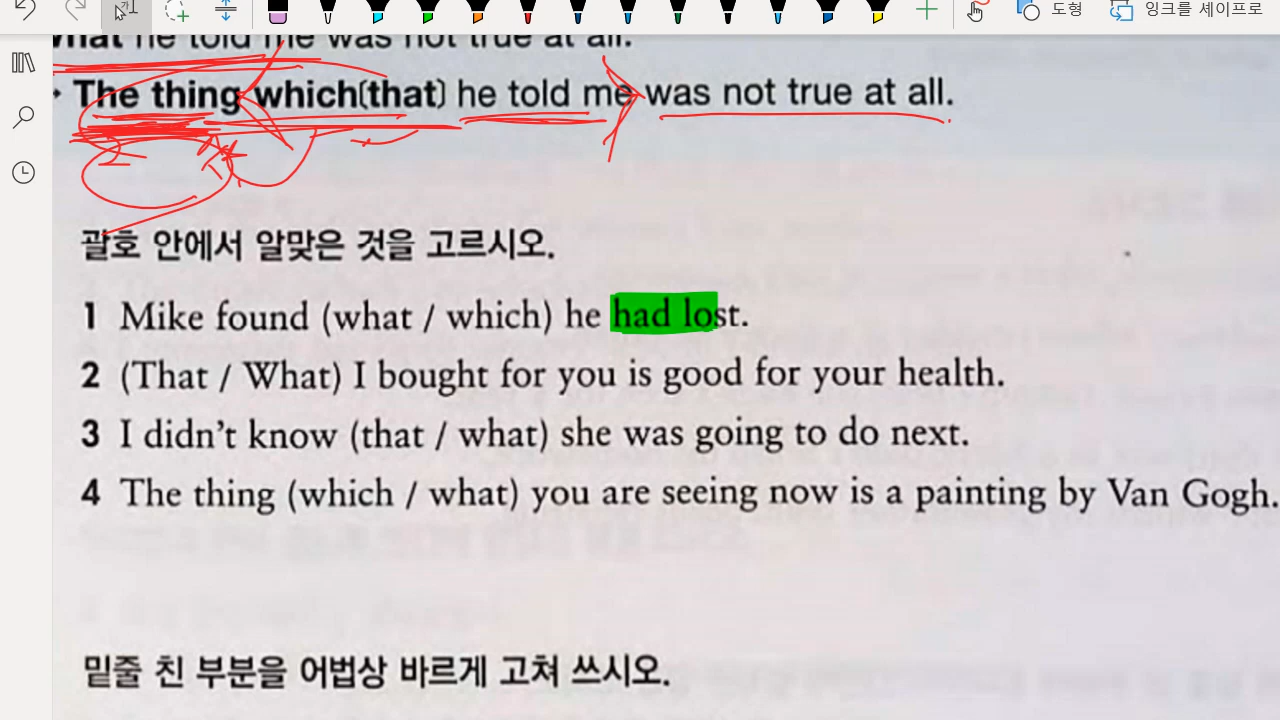 도형
잉크를 셰이프로
What he told me was not true at all.
The thing which(that) he told me was not true at all.
괄호 안에서 알맞은 것을 고르시오.
1 Mike found (what / which) he had lost.
2 (That / What) I bought for you is good for your health.
3 I didn't know (that / what) she was going to do next.
4 The thing (which / what) you are seeing now is a painting by Van Gogh.
밑줄 친 부분을 어법상 바르게 고쳐 쓰시오.